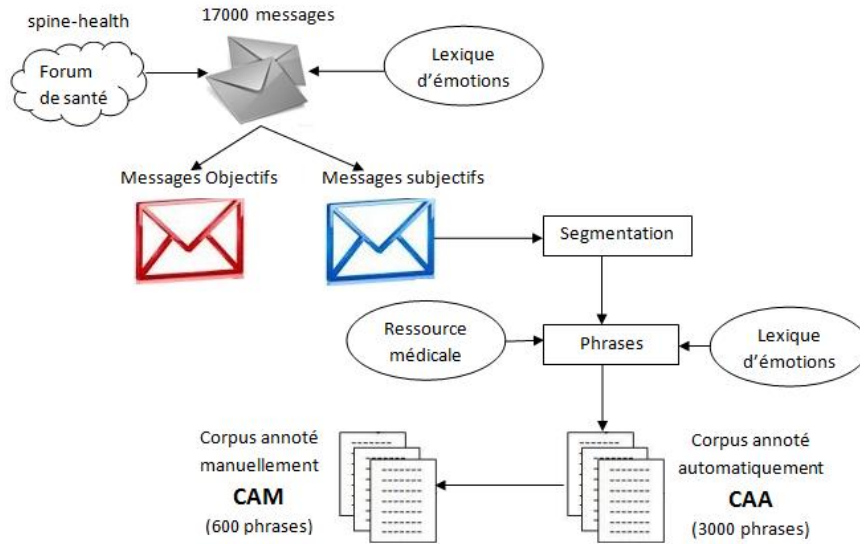 spine-health
17000 messages
Forum
de santé
Lexique
d'émotions
Messages Objectifs
Messages subjectifs
Segmentation
Ressource
médicale
Phrases
Lexique
d'émotions
Corpus annoté
manuellement
CAM
(600 phrases)
Corpus annoté
automatiquement
CAA
(3000 phrases)